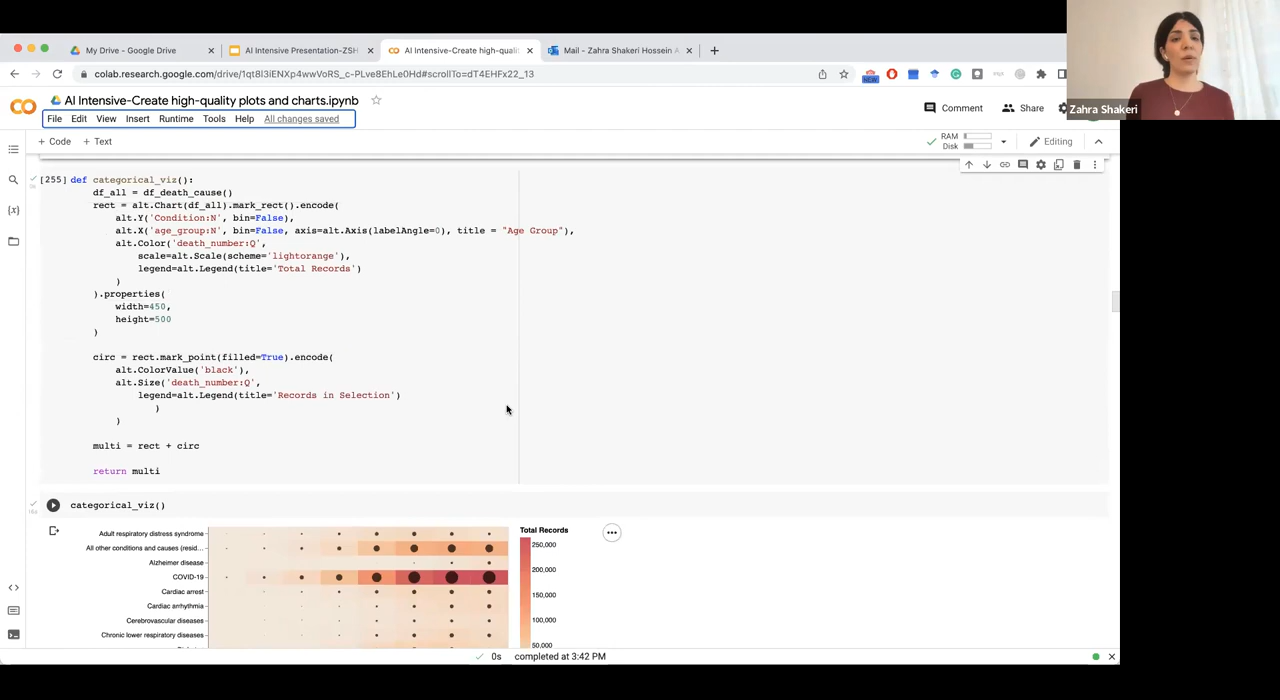 My Drive - Google Drive
AI Intensive Presentation-ZSH
AI Intensive-Create high-quali
Mail - Zahra Shakeri Hossein A
colab.research.google.com/drive/1qt8l3iENXp4wwVoRS_c-PLve8EhLe0Hd#scrollTo=dT4EHFx22_13
NEW
Zahra Shakeri
AI Intensive-Create high-quality plots and charts.ipynb
Comment
Share
File Edit View Insert Runtime Tools Help All changes saved
+ Code + Text
RAM
Disk
Editing
[255] def categorical_viz():
df_all = df_death_cause()
rect = alt.Chart(df_all).mark_rect().encode(
alt.Y('Condition:N', bin=False),
alt.X('age_group:N', bin=False, axis=alt.Axis(labelAngle=0), title = "Age Group"),
alt.Color('death_number:Q',
scale=alt.Scale(scheme='lightorange'),
legend=alt.Legend(title='Total Records')
)
).properties(
width=450,
height=500
)
circ = rect.mark_point(filled=True).encode(
alt.ColorValue('black'),
alt.Size('death_number:Q',
legend=alt.Legend(title='Records in Selection')
)
)
multi = rect + circ
return multi
categorical_viz()
Total Records
Adult respiratory distress syndrome
250,000
All other conditions and causes (resid...
Alzheimer disease
200,000
COVID-19
150,000
Cardiac arrest
Cardiac arrhythmia
100,000
Cerebrovascular diseases
Chronic lower respiratory diseases
50,000
0s completed at 3:42 PM